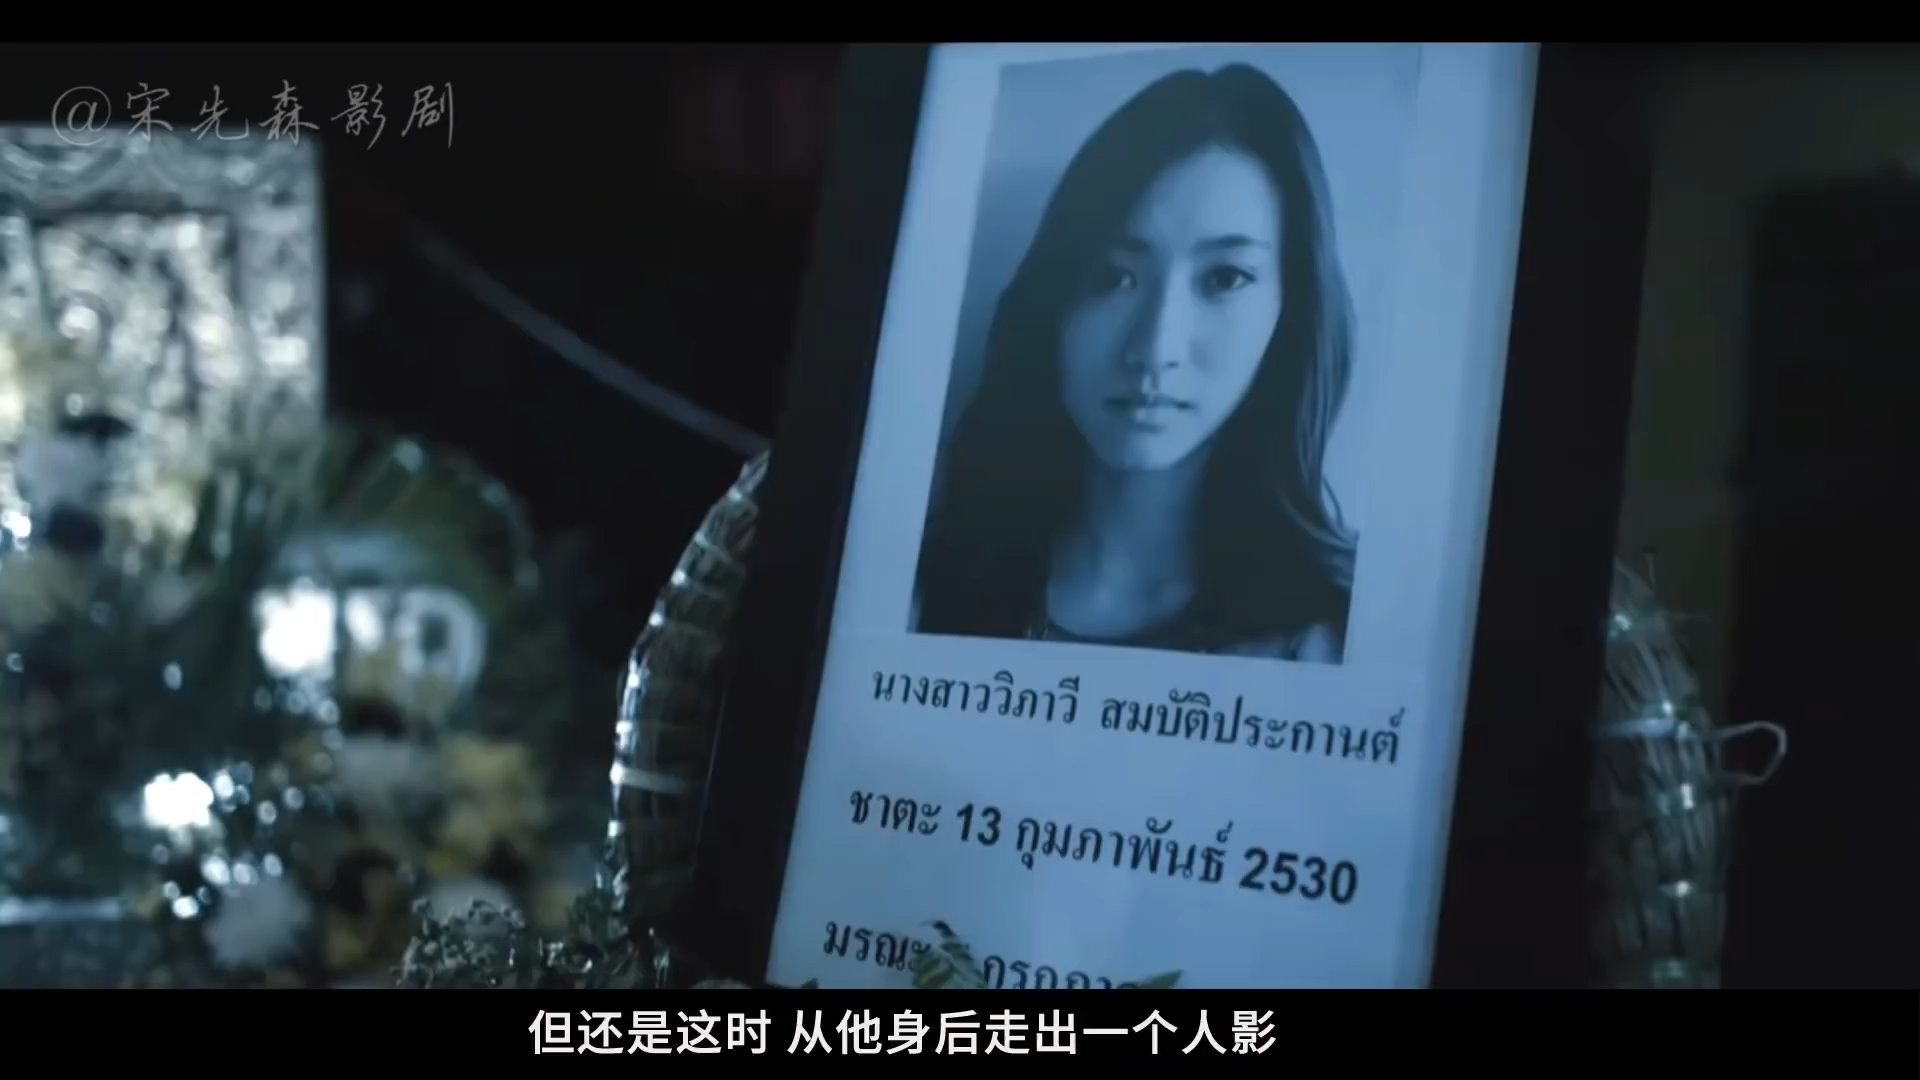 @宋先森影剧
นางสาววิภาวี สมบัติประกานต์
ชาตะ 13 กุมภาพันธ์ 2530
มรณะ
但还是这时 从他身后走出一个人影